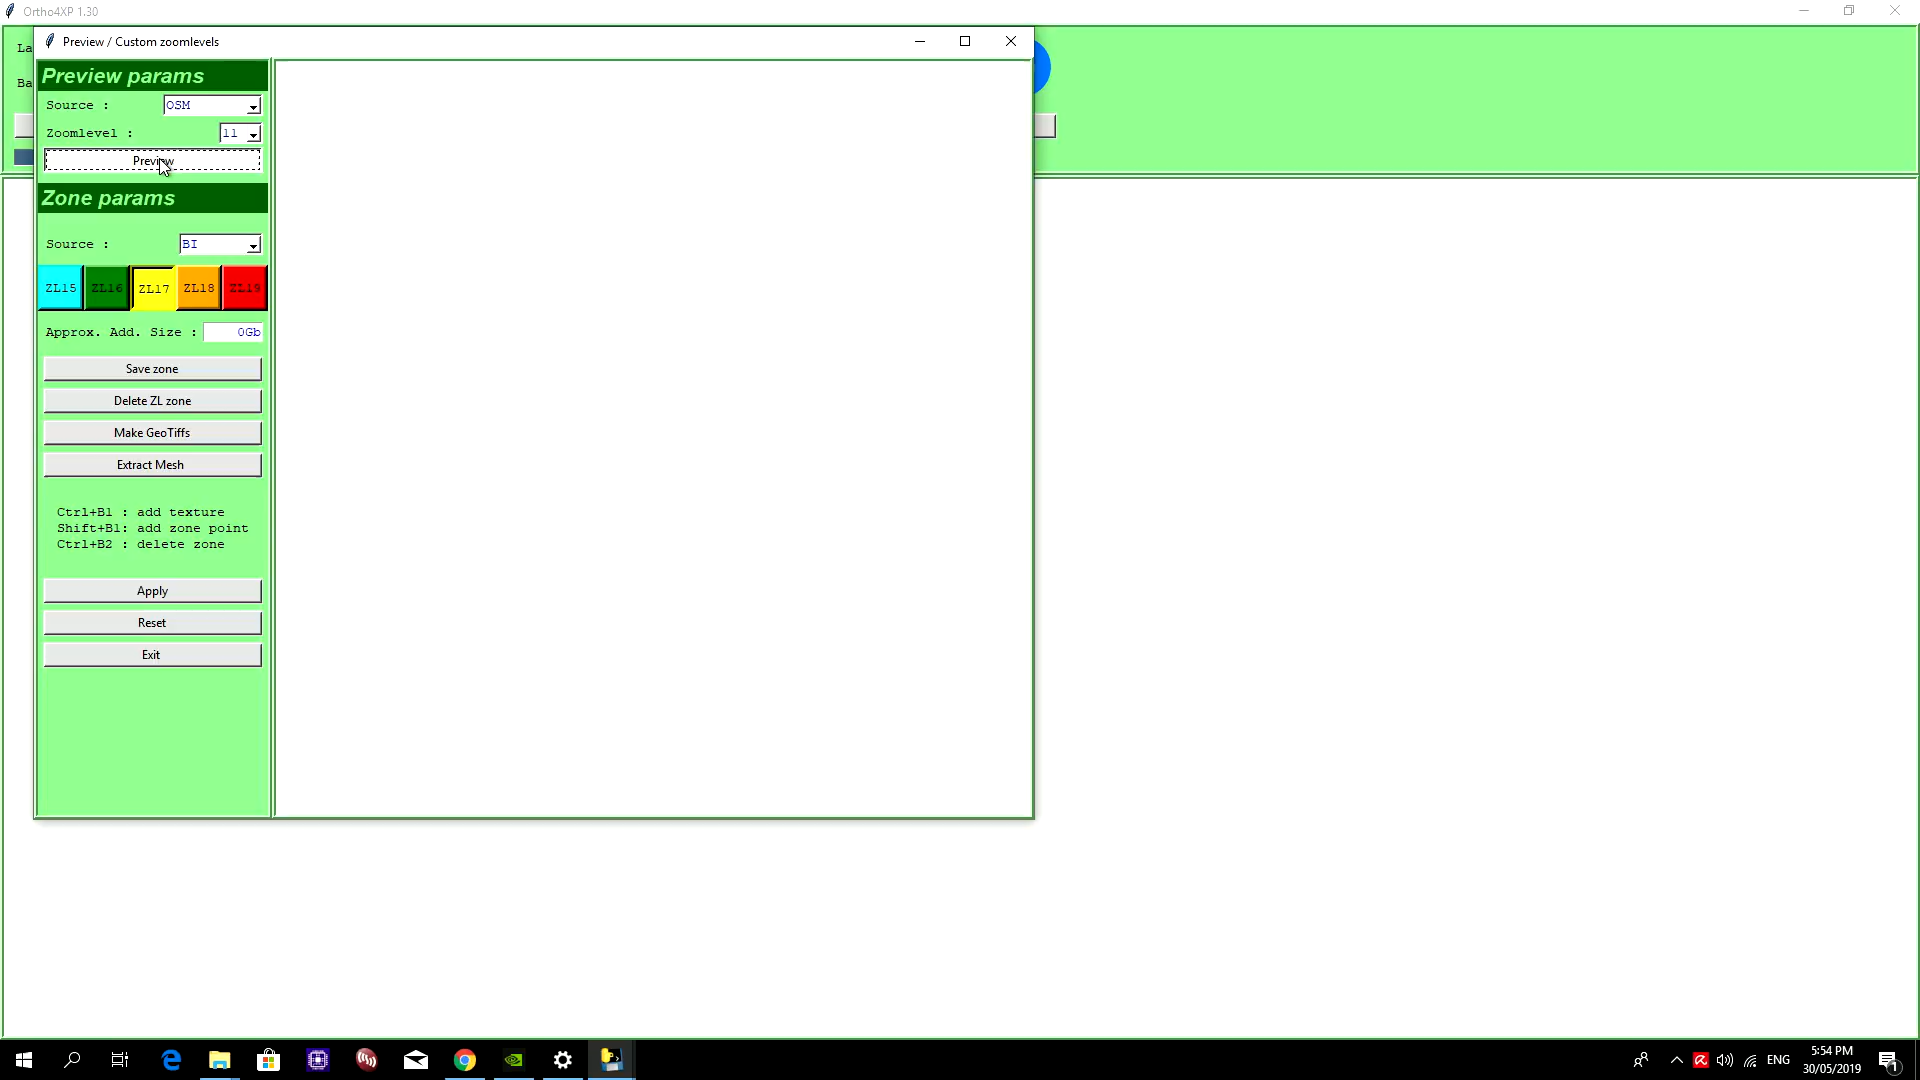 Ortho4XP 1.30
La
Ba
Preview / Custom zoomlevels
Preview params
Source :
OSM
Zoomlevel :
11
Preview
Zone params
Source :
BI
ZL15
ZL16
ZL17
ZL18
ZL19
Approx. Add. Size :
0Gb
Save zone
Delete ZL zone
Make GeoTiffs
Extract Mesh
Ctrl+B1 : add texture
Shift+B1: add zone point
Ctrl+B2 : delete zone
Apply
Reset
Exit
ENG
5:54 PM
30/05/2019
1